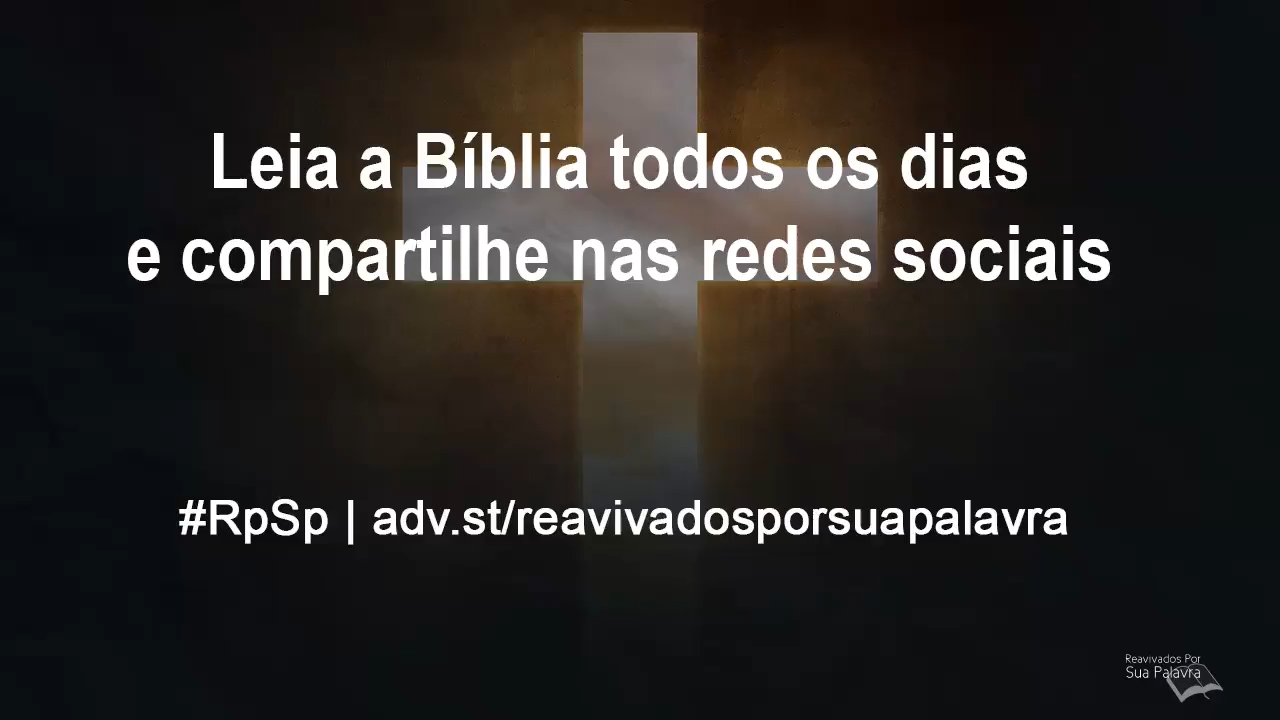 Leia a Bíblia todos os dias
e compartilhe nas redes sociais
#RpSp | adv.st/reavivadosporsuapalavra
Reavivados Por
Sua Palavra